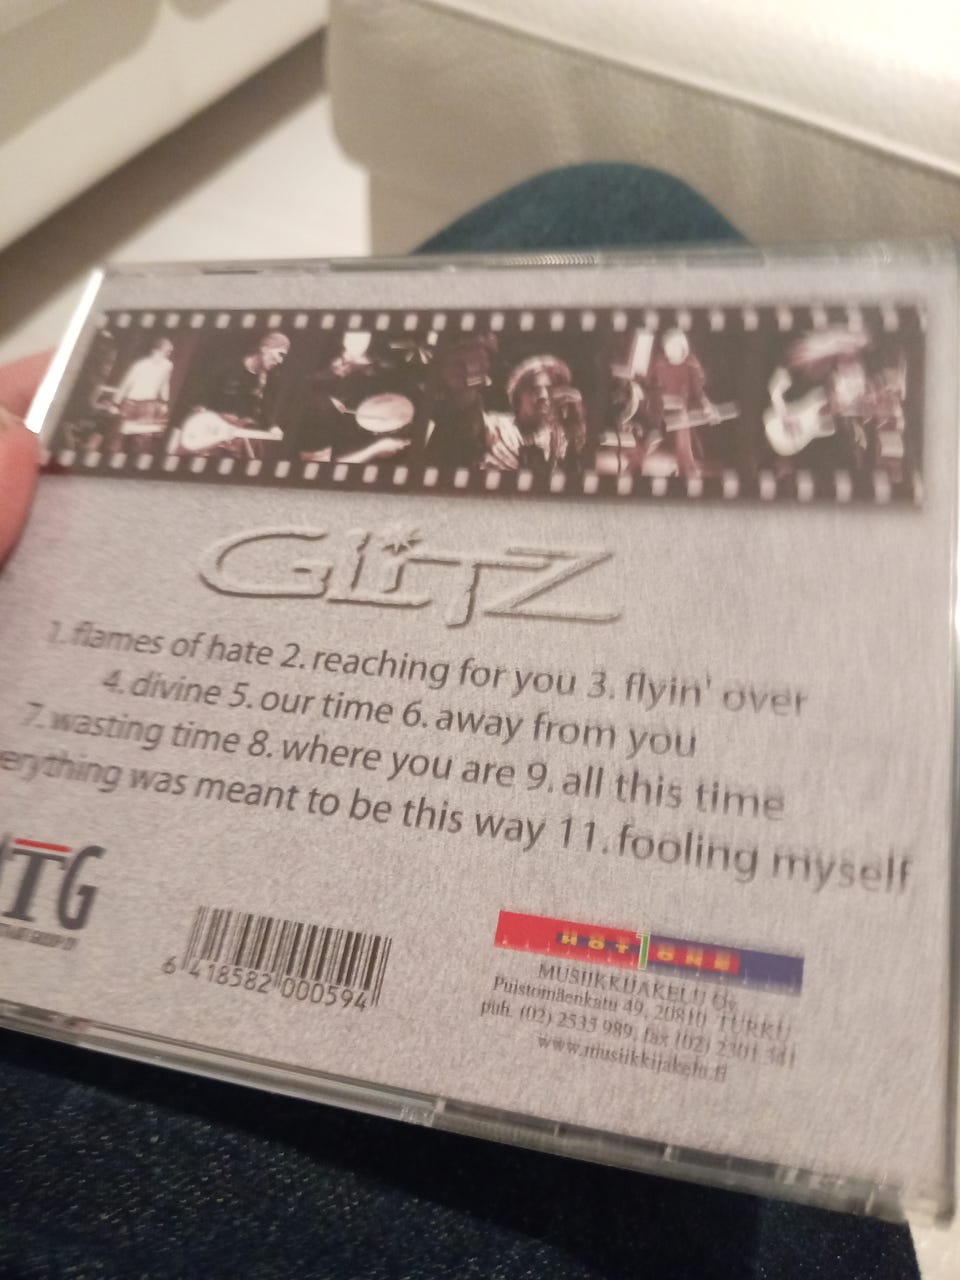 GLITZ
1. flames of hate 2. reaching for you 3. flyin' over
4. divine 5. our time 6. away from you
7. wasting time 8. where you are 9. all this time
erything was meant to be this way 11. fooling myself
TG
6 418582 000594
HOT ONE
MUSIIKKIJAKELU Oy
Puistomäenkatu 49, 20810 TURKU
puh. (02) 2535 989, fax (02) 2301 341
www.musiikkijakelu.fi